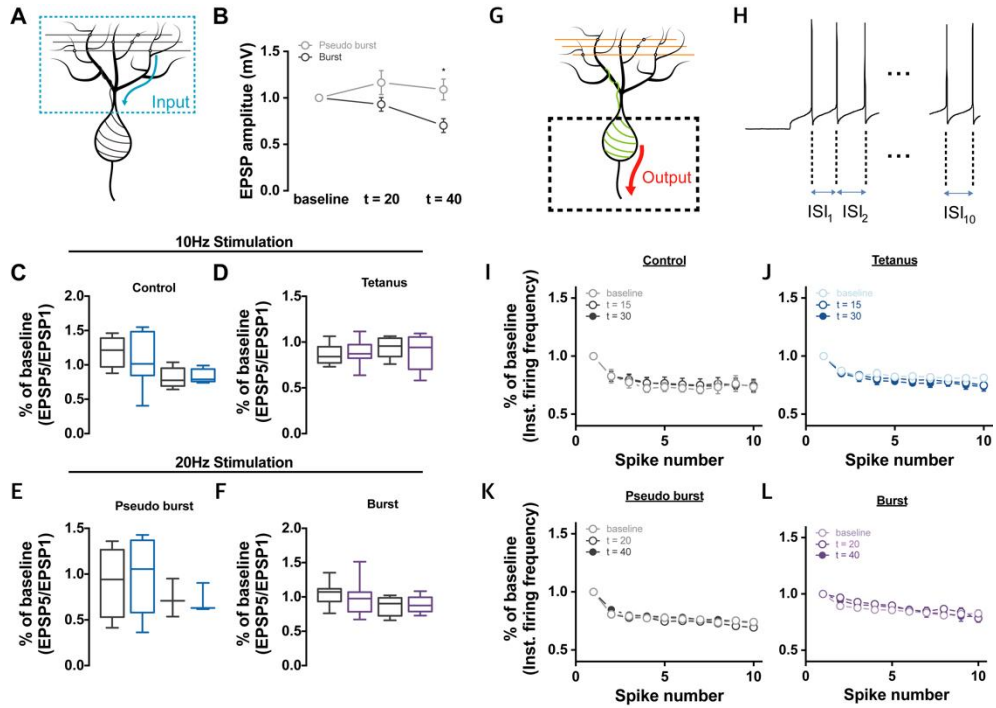 A
Input
B
EPSP amplitue (mV)
1.5
1.0
0.5
0.0
Pseudo burst
Burst
*
baseline t = 20 t = 40
10Hz Stimulation
C
Control
% of baseline
(EPSP5/EPSP1)
2.0
1.5
1.0
0.5
0.0
D
Tetanus
% of baseline
(EPSP5/EPSP1)
1.5
1.0
0.5
0.0
20Hz Stimulation
E
Pseudo burst
% of baseline
(EPSP5/EPSP1)
1.5
1.0
0.5
0.0
F
Burst
% of baseline
(EPSP5/EPSP1)
2.0
1.5
1.0
0.5
0.0
G
Output
H
...
...
ISI1 ISI2 ISI10
I
Control
baseline
t = 15
t = 30
% of baseline
(Inst. firing frequency)
1.5
1.0
0.5
0 5 10
Spike number
J
Tetanus
baseline
t = 15
t = 30
1.5
1.0
0.5
0 5 10
Spike number
K
Pseudo burst
baseline
t = 20
t = 40
% of baseline
(Inst. firing frequency)
1.5
1.0
0.5
0 5 10
Spike number
L
Burst
baseline
t = 20
t = 40
1.5
1.0
0.5
0 5 10
Spike number